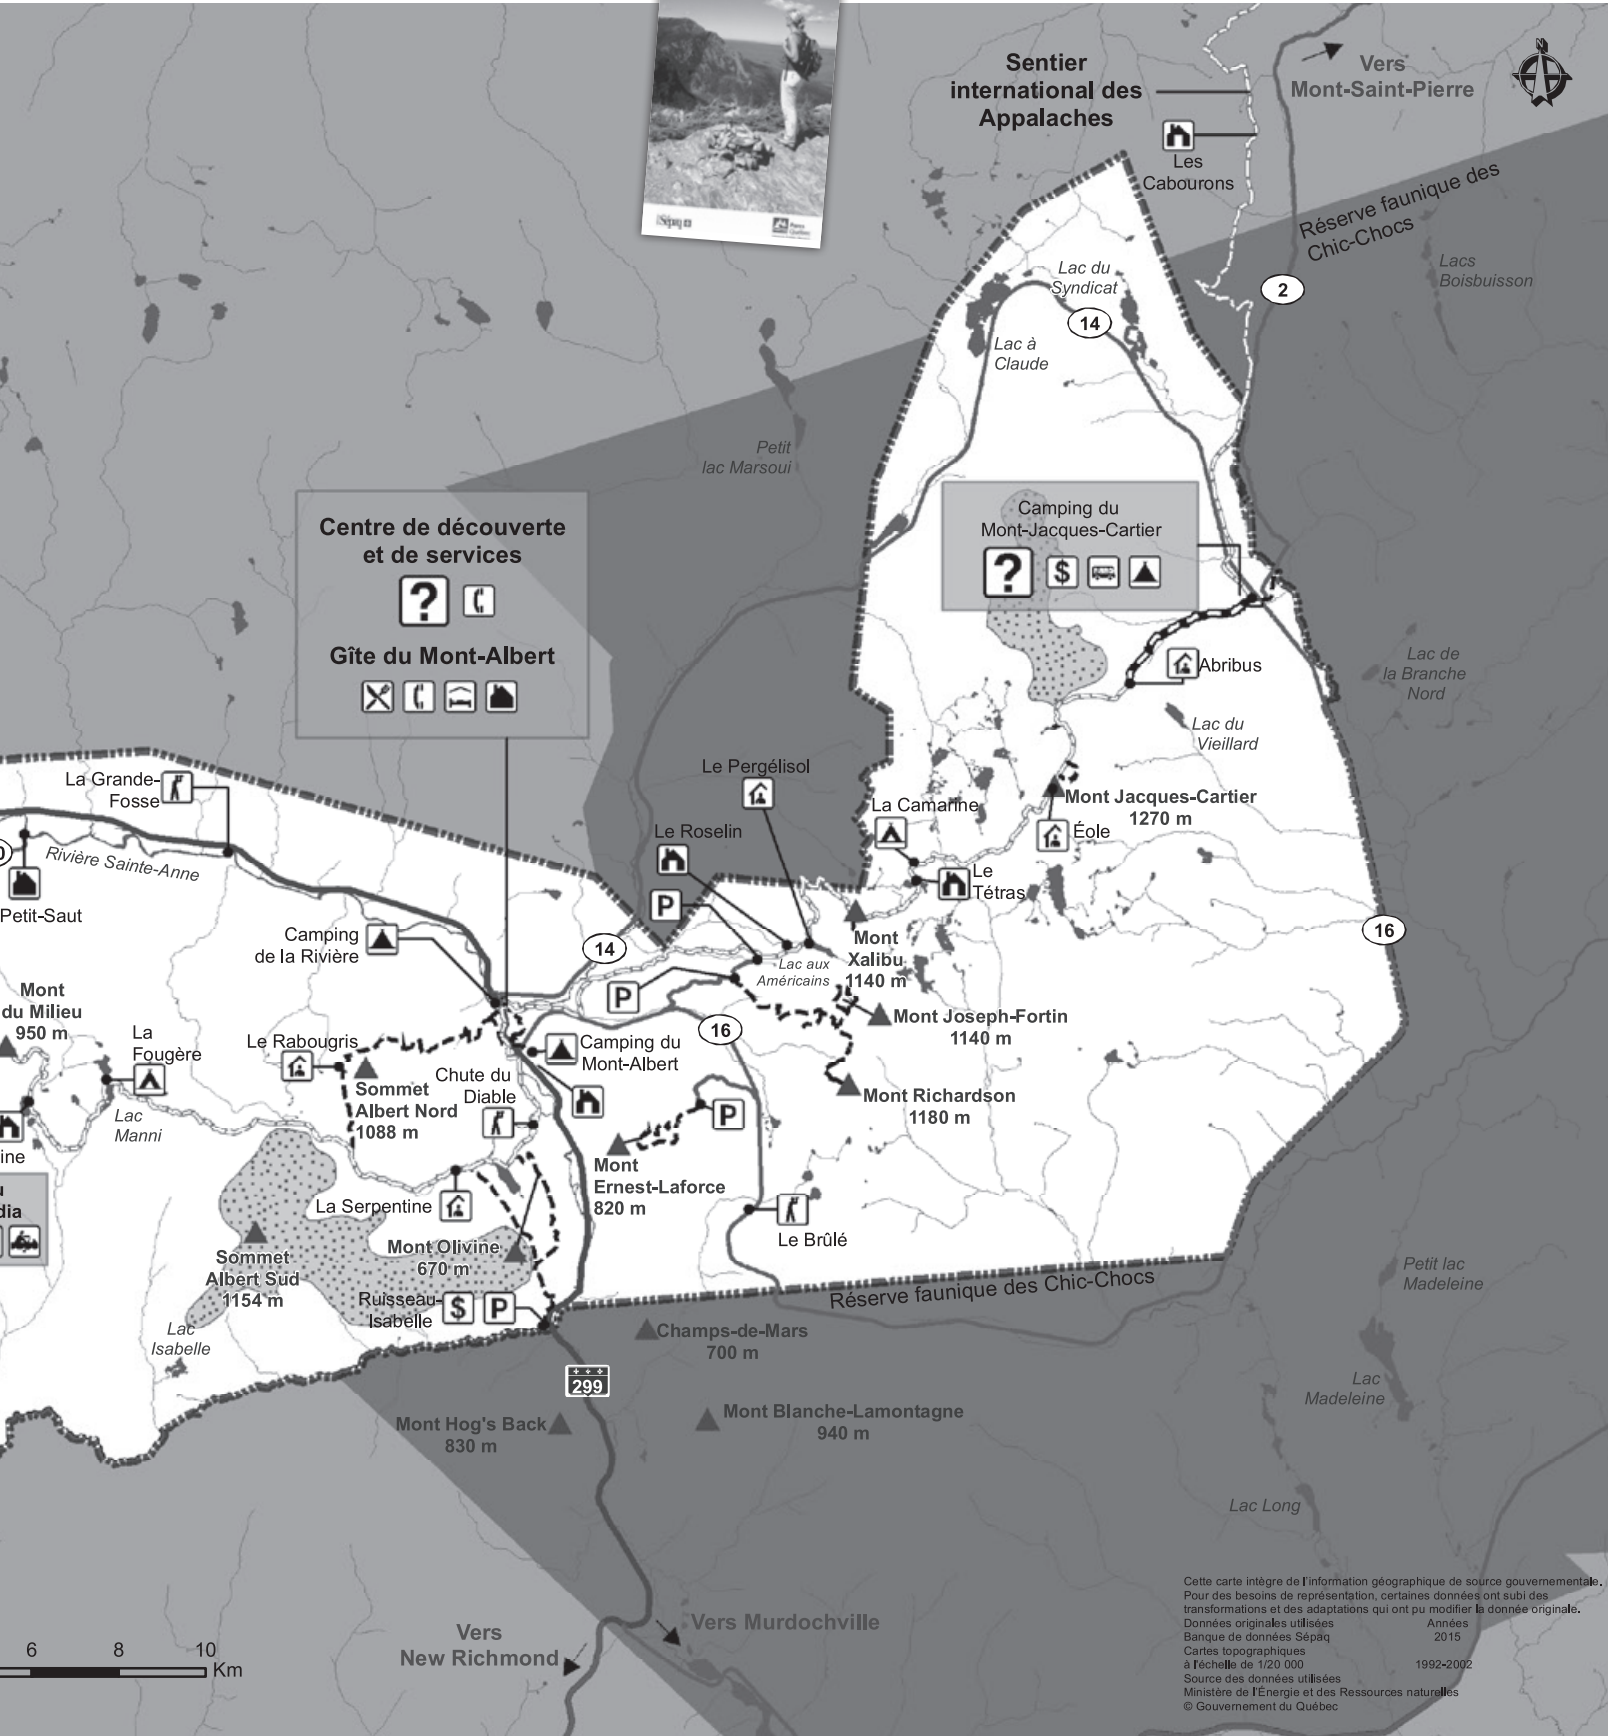 Sépaq
Parcs
Québec
Sentier
international des
Appalaches
Vers
Mont-Saint-Pierre
N
Les
Cabourons
Réserve faunique des
Chic-Chocs
Lacs
Boisbuisson
2
Lac du
Syndicat
14
Lac à
Claude
Petit
lac Marsoui
Centre de découverte
et de services
?
Gîte du Mont-Albert
Camping du
Mont-Jacques-Cartier
? $
Abribus
Lac de
la Branche
Nord
Lac du
Vieillard
La Grande-
Fosse
Rivière Sainte-Anne
Petit-Saut
Le Pergélisol
Le Roselin
P
La Camarine
Mont Jacques-Cartier
1270 m
Éole
Le
Tétras
16
Camping
de la Rivière
14
Mont
Xalibu
1140 m
Lac aux
Américains
P
Mont Joseph-Fortin
1140 m
16
Mont
du Milieu
950 m
La
Fougère
Le Rabougris
Sommet
Albert Nord
1088 m
Camping du
Mont-Albert
Chute du
Diable
Mont Richardson
1180 m
P
Lac
Manni
ine
dia
Mont
Ernest-Laforce
820 m
La Serpentine
Le Brûlé
Sommet
Albert Sud
1154 m
Mont Olivine
670 m
Ruisseau-
Isabelle
$ P
Lac
Isabelle
Réserve faunique des Chic-Chocs
Petit lac
Madeleine
Champs-de-Mars
700 m
299
Lac
Madeleine
Mont Hog's Back
830 m
Mont Blanche-Lamontagne
940 m
Lac Long
Vers Murdochville
Vers
New Richmond
6 8 10
Km
Cette carte intègre de l'information géographique de source gouvernementale.
Pour des besoins de représentation, certaines données ont subi des
transformations et des adaptations qui ont pu modifier la donnée originale.
Données originales utilisées Années
Banque de données Sépaq 2015
Cartes topographiques
à l'échelle de 1/20 000 1992-2002
Source des données utilisées
Ministère de l'Énergie et des Ressources naturelles
© Gouvernement du Québec